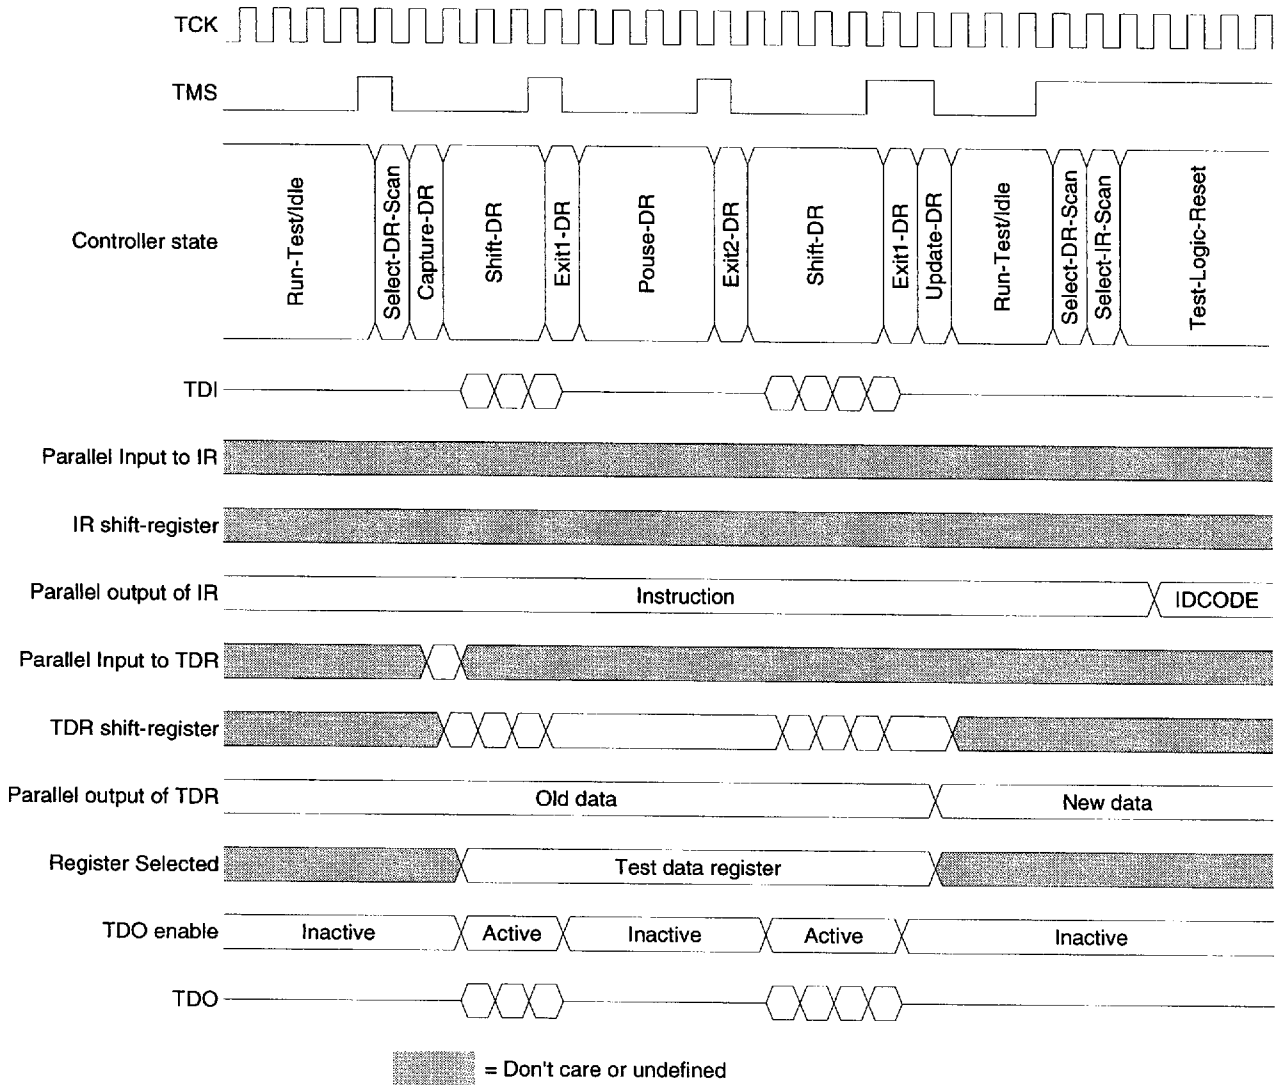 TCK
TMS
Controller state
Run-Test/Idle
Select-DR-Scan
Capture-DR
Shift-DR
Exit1-DR
Pouse-DR
Exit2-DR
Shift-DR
Exit1-DR
Update-DR
Run-Test/Idle
Select-DR-Scan
Select-IR-Scan
Test-Logic-Reset
TDI
Parallel Input to IR
IR shift-register
Parallel output of IR
Instruction
IDCODE
Parallel Input to TDR
TDR shift-register
Parallel output of TDR
Old data
New data
Register Selected
Test data register
TDO enable
Inactive
Active
Inactive
Active
Inactive
TDO
= Don't care or undefined